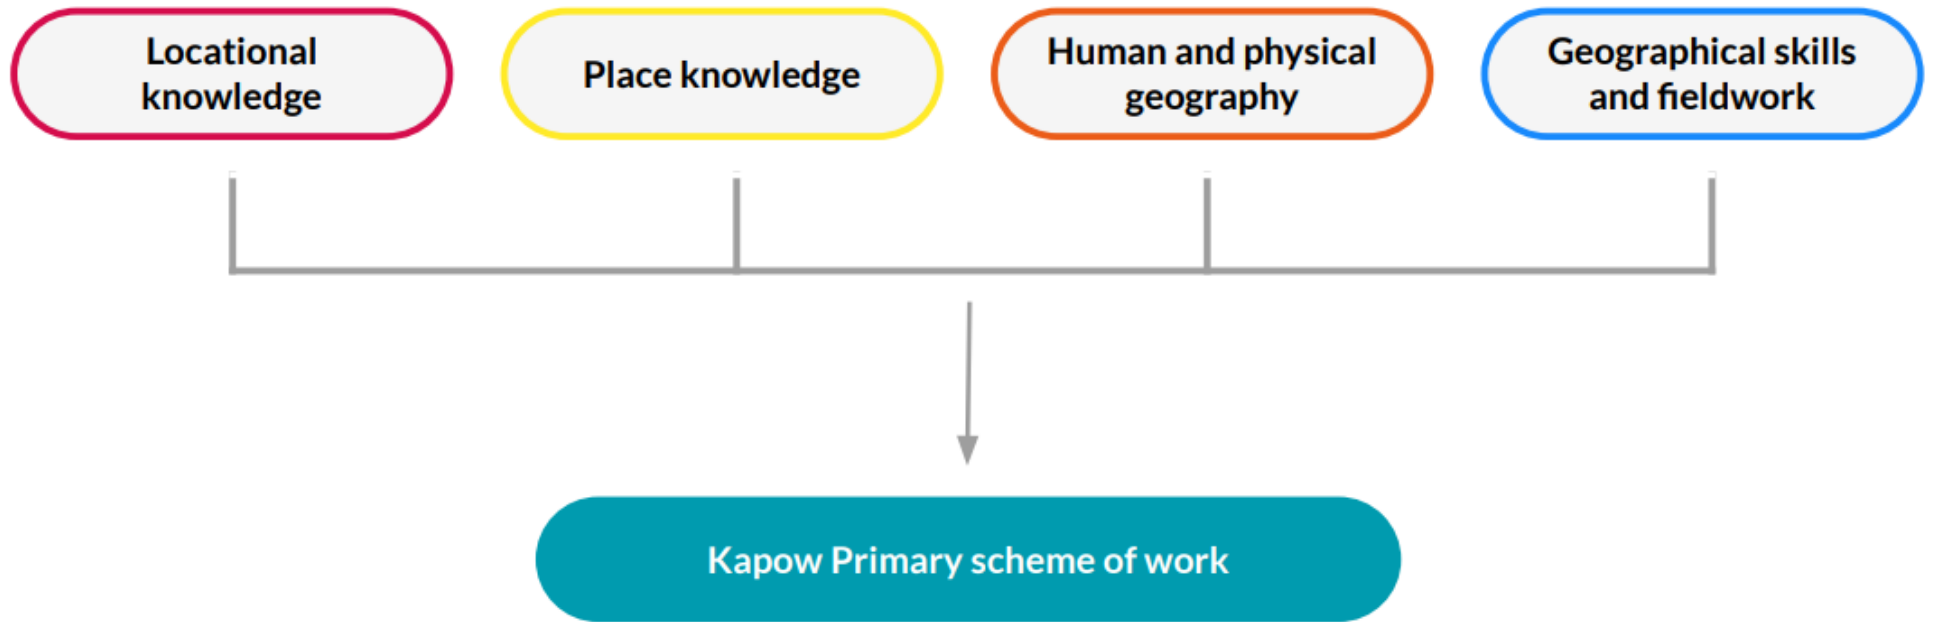 Locational
knowledge
Place knowledge
Human and physical
geography
Geographical skills
and fieldwork
Kapow Primary scheme of work